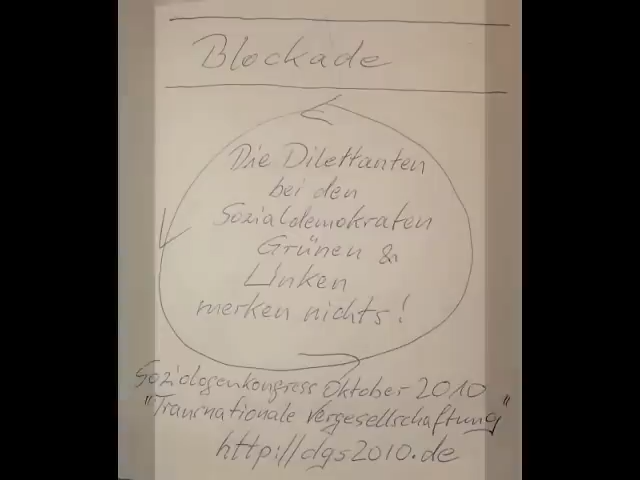 Blockade
Die Dilettanten
bei den
Sozialdemokraten
Grünen &
Linken
merken nichts!
Soziologenkongress Oktober 2010
"Transnationale Vergesellschaftung"
http://dgs2010.de